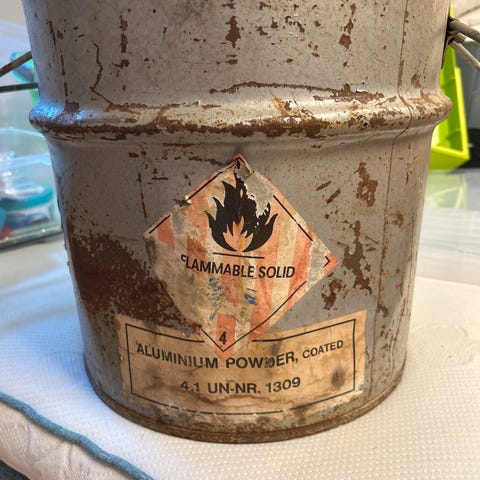 FLAMMABLE SOLID
4
ALUMINIUM POWDER, COATED
4.1 UN-NR. 1309